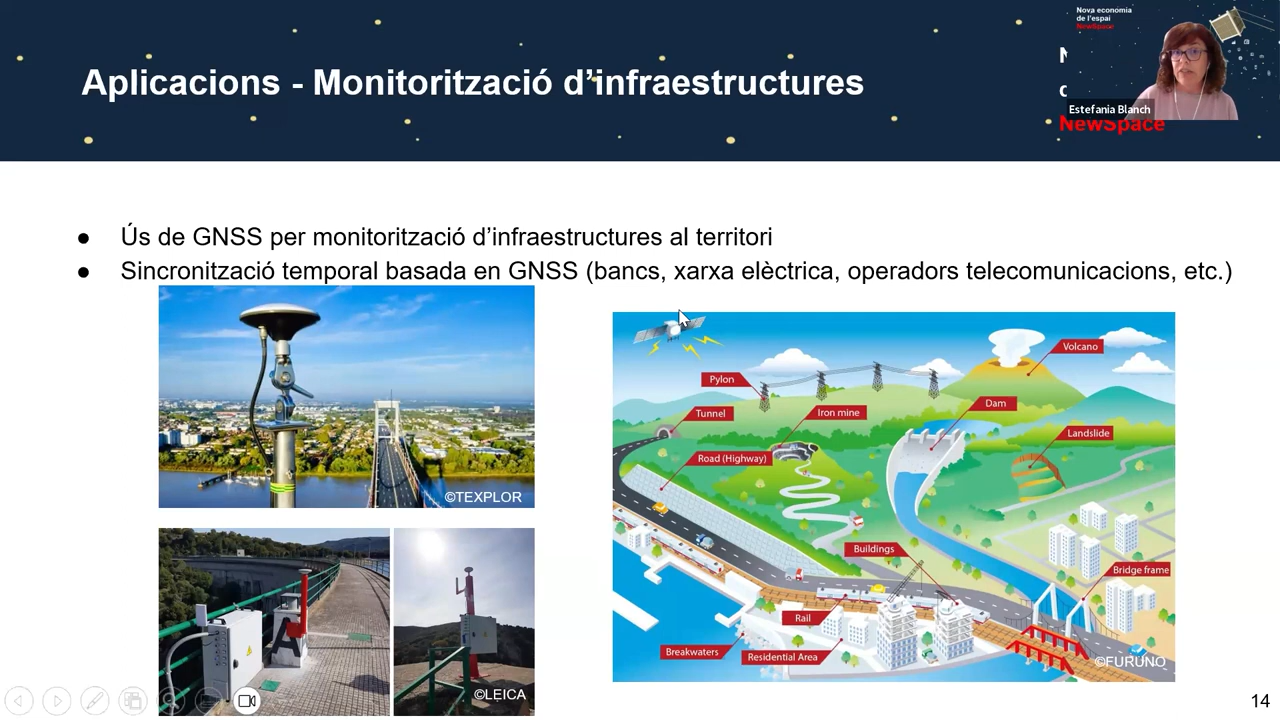 Nova economia
de l'espai
NewSpace
Aplicacions - Monitorització d'infraestructures
Estefania Blanch
NewSpace
● Ús de GNSS per monitorització d'infraestructures al territori
● Sincronització temporal basada en GNSS (bancs, xarxa elèctrica, operadors telecomunicacions, etc.)
©TEXPLOR
A
©LEICA
Volcano
Pylon
Dam
Tunnel
Iron mine
Landslide
Road (Highway)
Buildings
Bridge frame
Rail
Breakwaters
Residential Area
©FURUNO
14